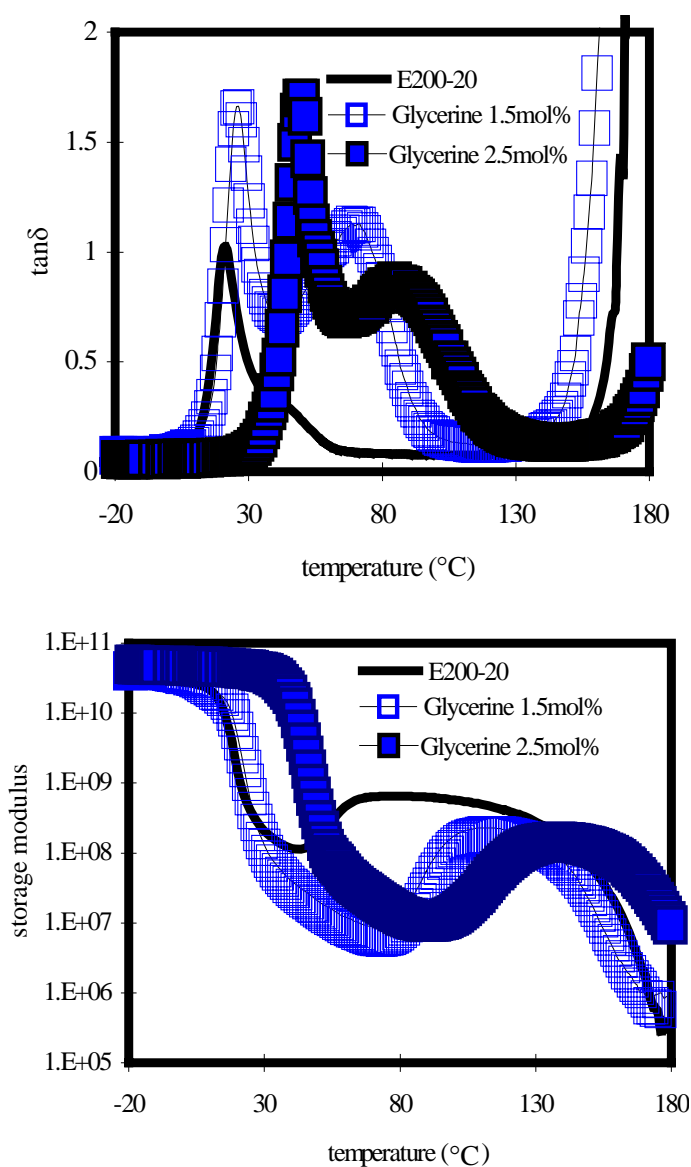 2
E200-20
1.5
Glycerine 1.5mol%
Glycerine 2.5mol%
tanδ
1
0.5
0
-20 30 80 130 180
temperature (°C)
1.E+11
E200-20
1.E+10
Glycerine 1.5mol%
Glycerine 2.5mol%
1.E+09
storage modulus
1.E+08
1.E+07
1.E+06
1.E+05
-20 30 80 130 180
temperature (°C)